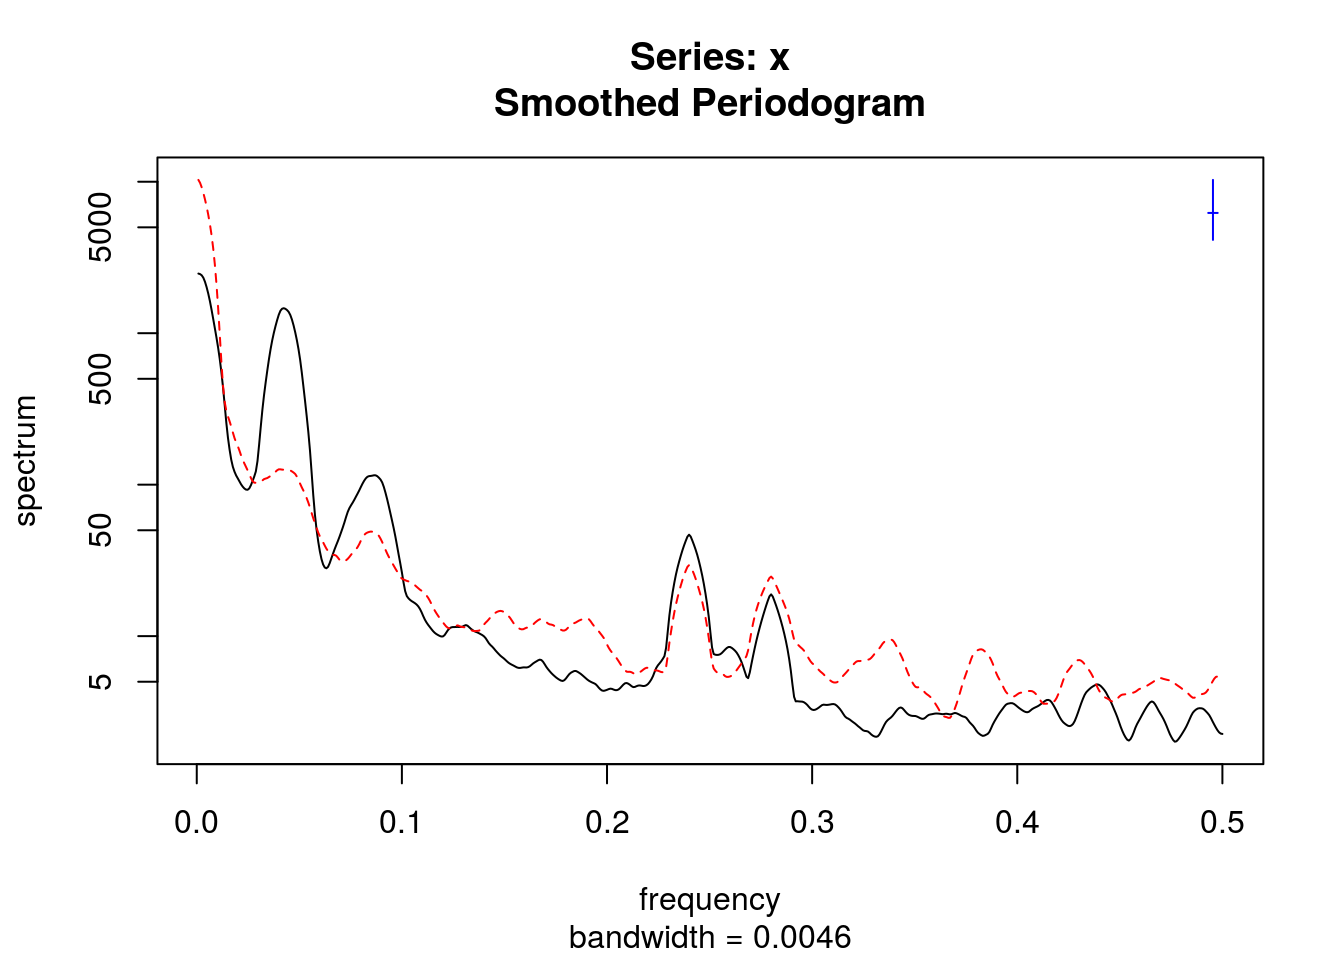 Series: x
Smoothed Periodogram
spectrum
5000
500
50
5
0.0 0.1 0.2 0.3 0.4 0.5
frequency
bandwidth = 0.0046